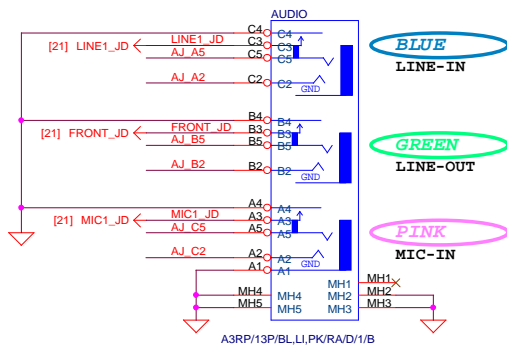 AUDIO
C4 C4
[21] LINE1_JD LINE1_JD C3 C3
AJ_A5 C5 C5
AJ_A2 C2 C2
GND
BLUE
LINE-IN
B4 B4
[21] FRONT_JD FRONT_JD B3 B3
AJ_B5 B5 B5
AJ_B2 B2 B2
GND
GREEN
LINE-OUT
A4 A4
[21] MIC1_JD MIC1_JD A3 A3
AJ_C5 A5 A5
AJ_C2 A2 A2
GND
A1 A1
PINK
MIC-IN
MH1 MH1
MH4 MH4 MH2 MH2
MH5 MH5 MH3 MH3
A3RP/13P/BL,LI,PK/RA/D/1/B